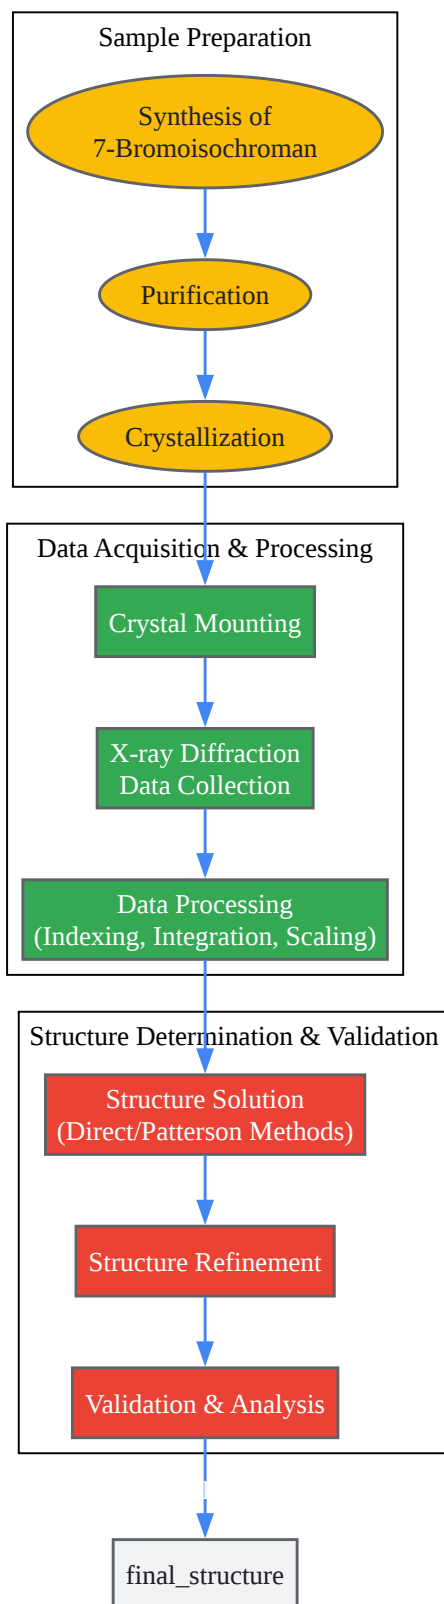 Sample Preparation
Synthesis of
7-Bromoisochroman
Purification
Crystallization
Data Acquisition & Processing
Crystal Mounting
X-ray Diffraction
Data Collection
Data Processing
(Indexing, Integration, Scaling)
Structure Determination & Validation
Structure Solution
(Direct/Patterson Methods)
Structure Refinement
Validation & Analysis
final_structure